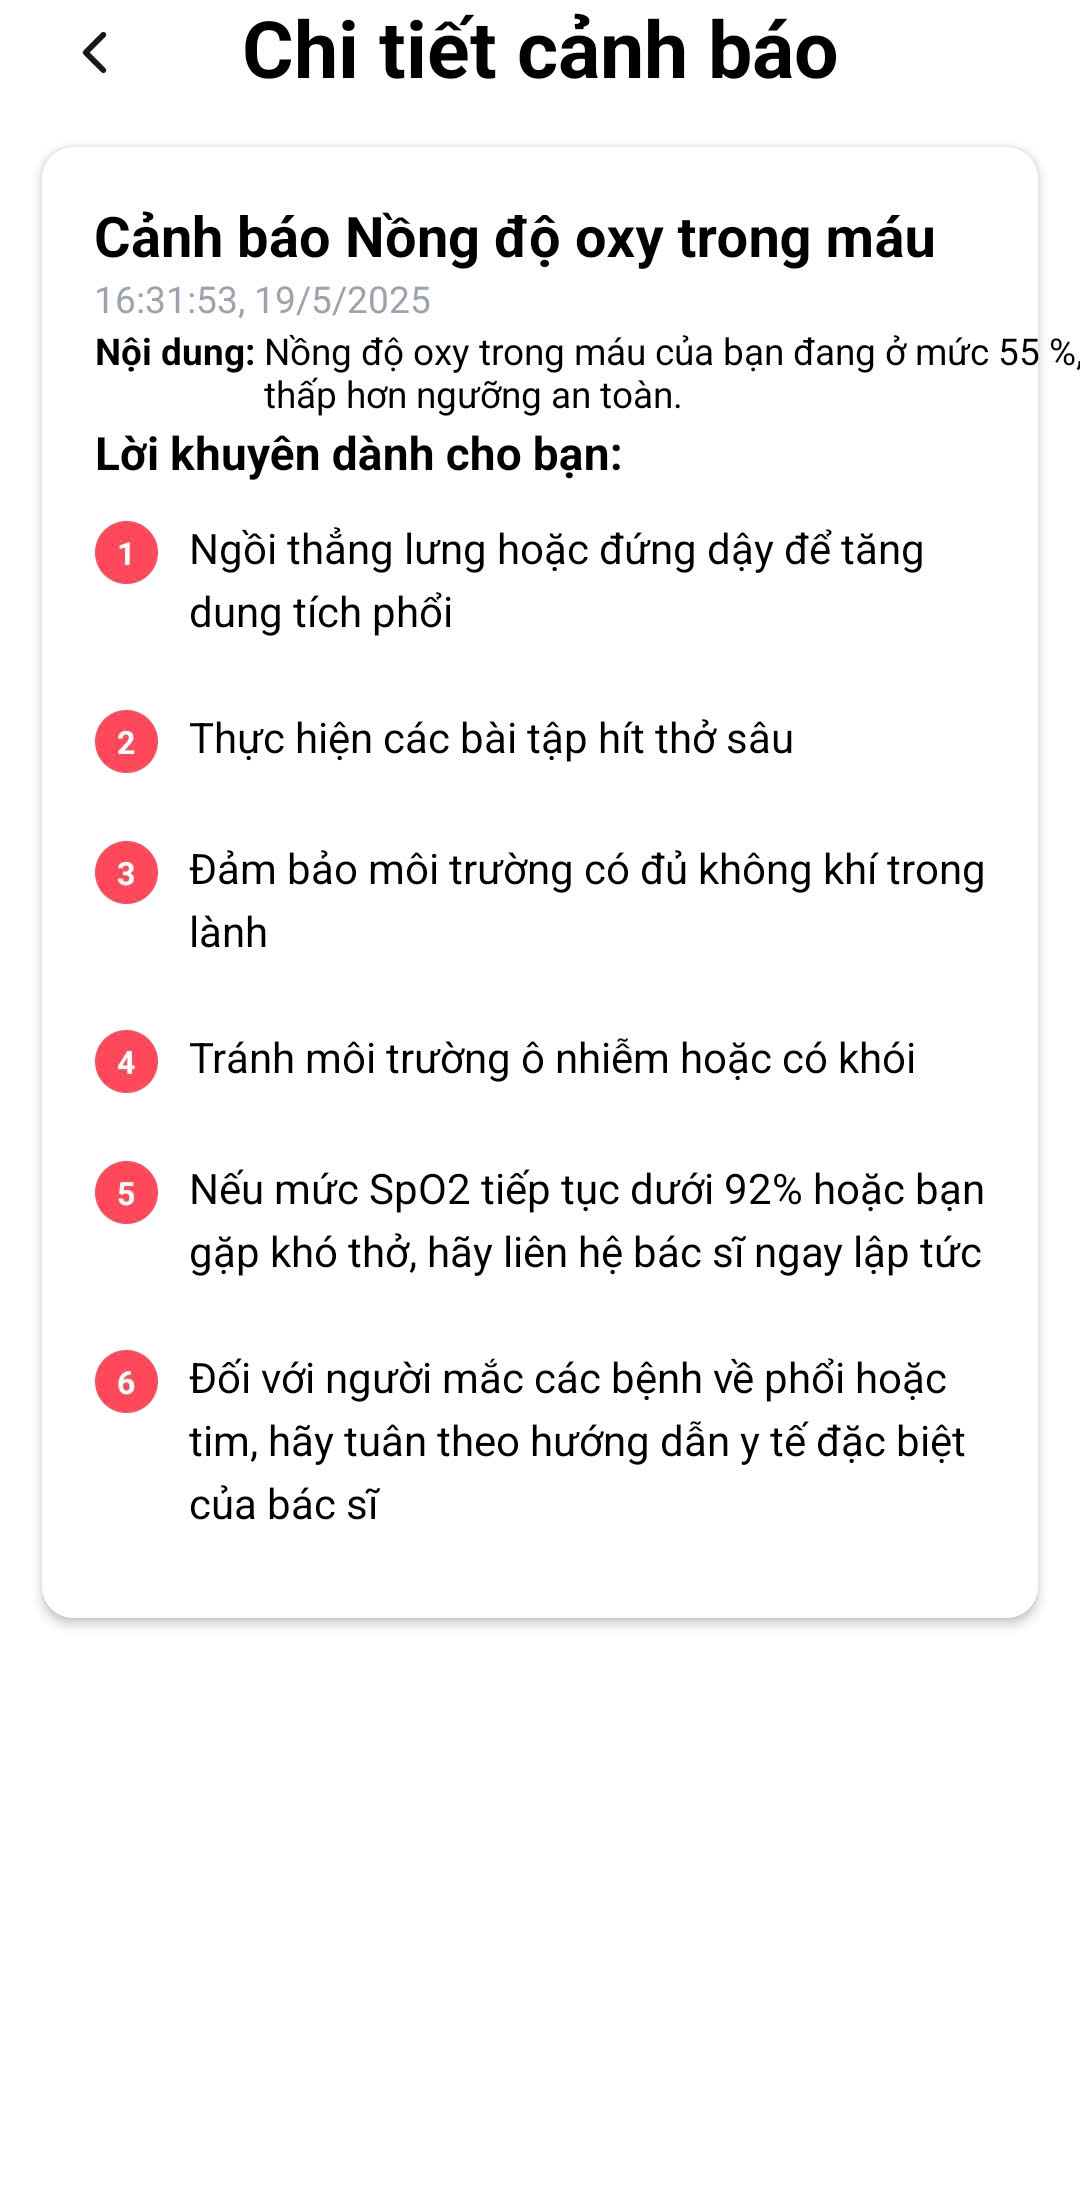 Chi tiết cảnh báo
Cảnh báo Nồng độ oxy trong máu
16:31:53, 19/5/2025
Nội dung: Nồng độ oxy trong máu của bạn đang ở mức 55 %,
thấp hơn ngưỡng an toàn.
Lời khuyên dành cho bạn:
1 Ngồi thẳng lưng hoặc đứng dậy để tăng
dung tích phổi
2 Thực hiện các bài tập hít thở sâu
3 Đảm bảo môi trường có đủ không khí trong
lành
4 Tránh môi trường ô nhiễm hoặc có khói
5 Nếu mức SpO2 tiếp tục dưới 92% hoặc bạn
gặp khó thở, hãy liên hệ bác sĩ ngay lập tức
6 Đối với người mắc các bệnh về phổi hoặc
tim, hãy tuân theo hướng dẫn y tế đặc biệt
của bác sĩ